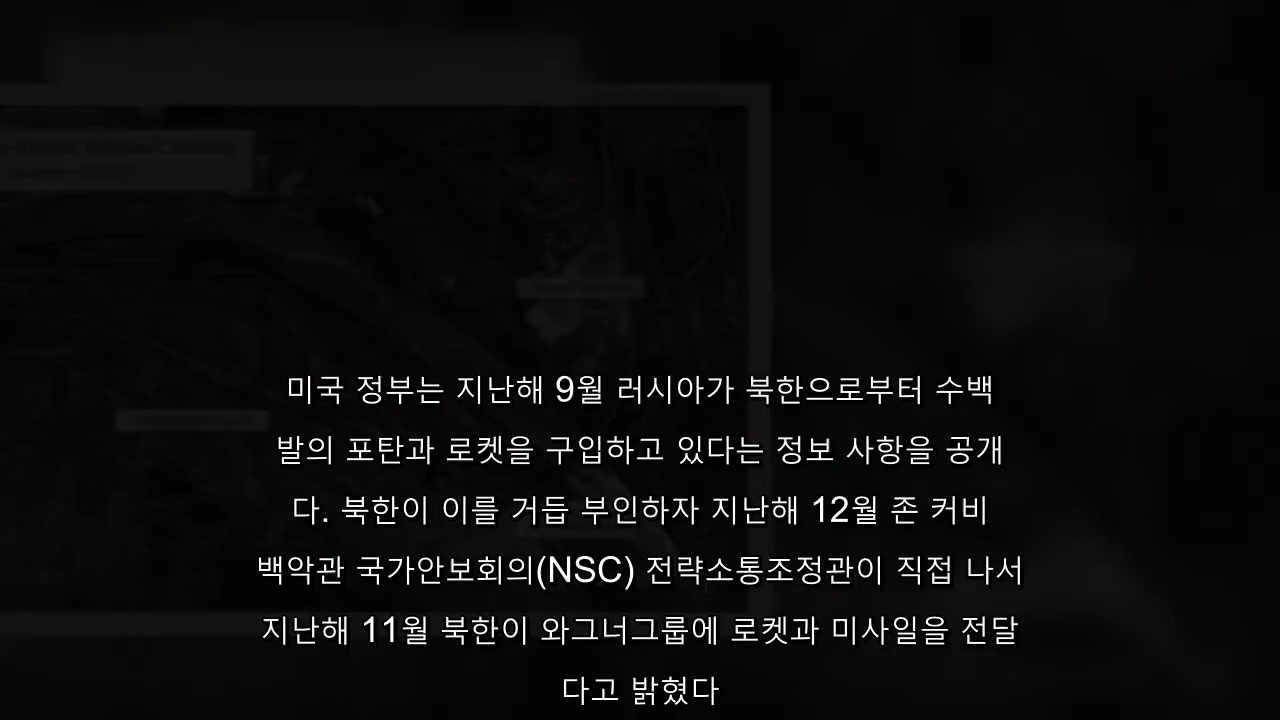 미국 정부는 지난해 9월 러시아가 북한으로부터 수백
발의 포탄과 로켓을 구입하고 있다는 정보 사항을 공개
다. 북한이 이를 거듭 부인하자 지난해 12월 존 커비
백악관 국가안보회의(NSC) 전략소통조정관이 직접 나서
지난해 11월 북한이 와그너그룹에 로켓과 미사일을 전달
다고 밝혔다